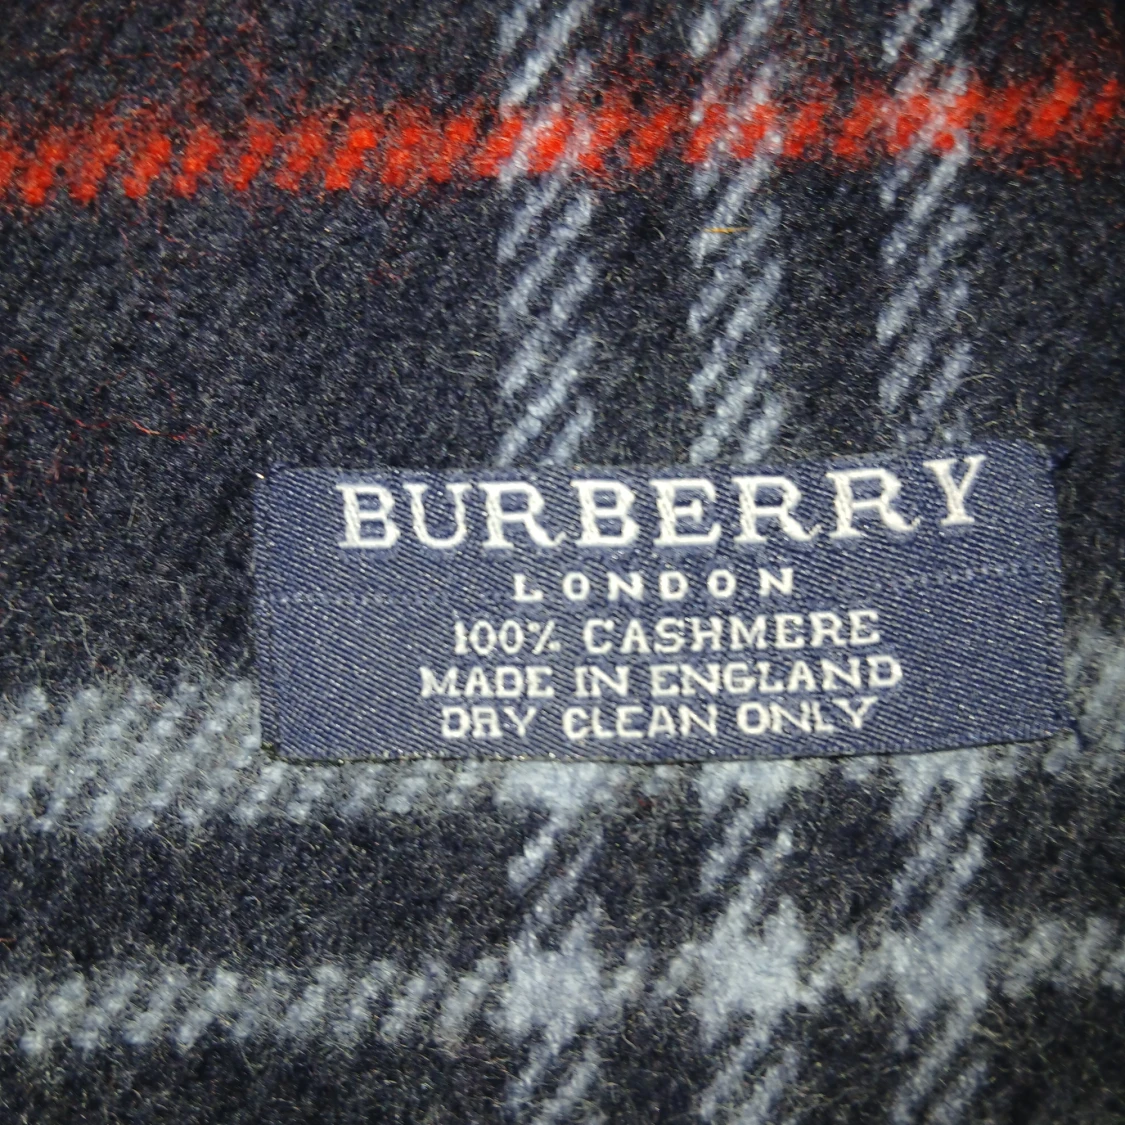 BURBERRY
LONDON
100% CASHMERE
MADE IN ENGLAND
DRY CLEAN ONLY